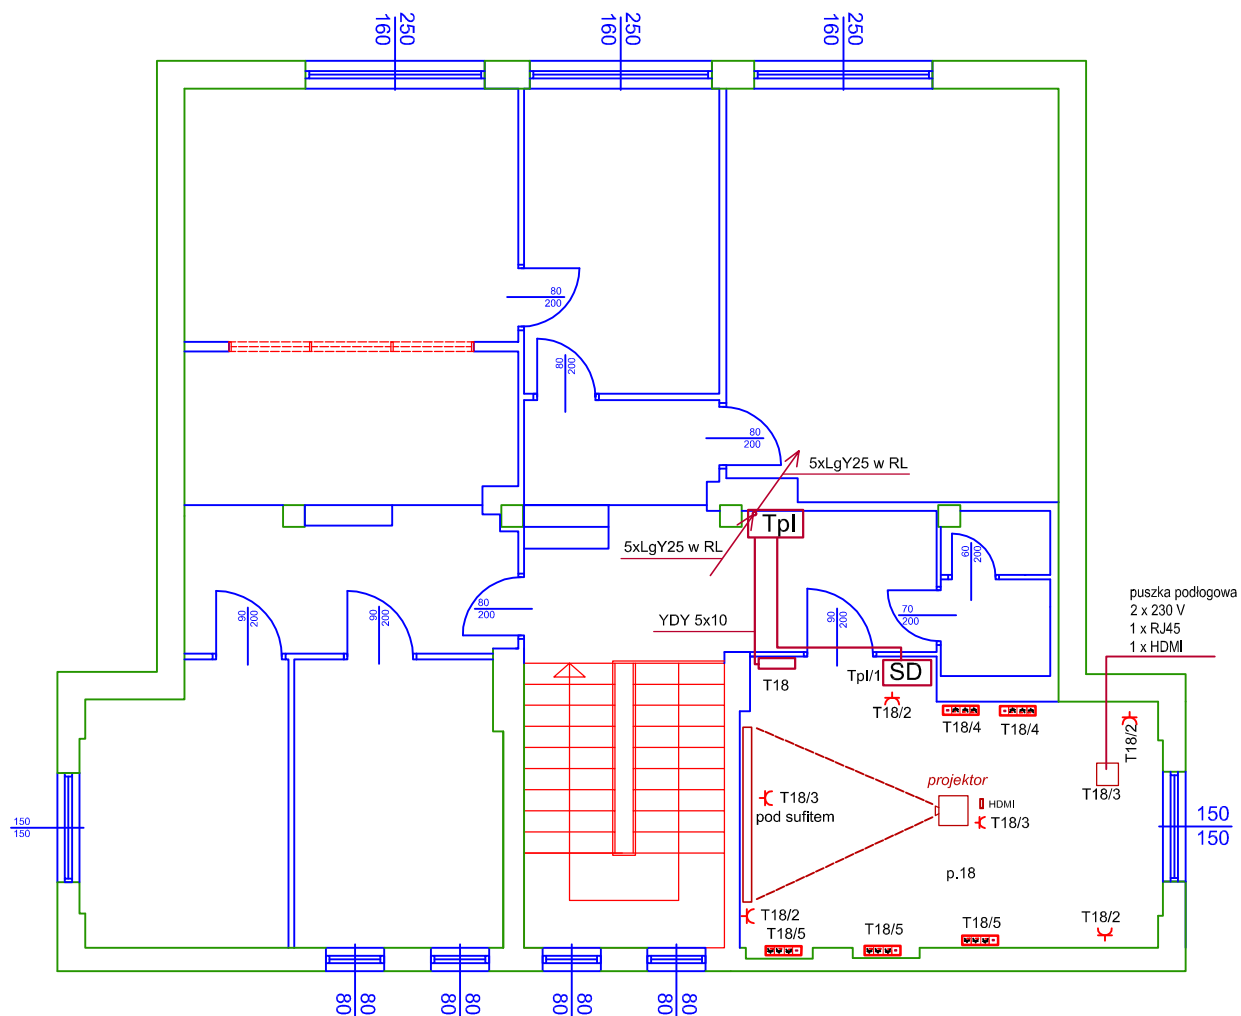 250
160
250
160
250
160
80
200
80
200
80
200
5xLgY25 w RL
Tpl
5xLgY25 w RL
60
200
80
200
90
200
90
200
90
200
70
200
puszka podłogowa
2 x 230 V
1 x RJ45
1 x HDMI
YDY 5x10
T18
Tpl/1
SD
T18/2
T18/4
T18/4
T18/2
projektor
T18/3
T18/3
pod sufitem
HDMI
T18/3
150
150
150
150
p.18
T18/2
T18/5
T18/5
T18/5
T18/2
80
80
80
80
80
80
80
80